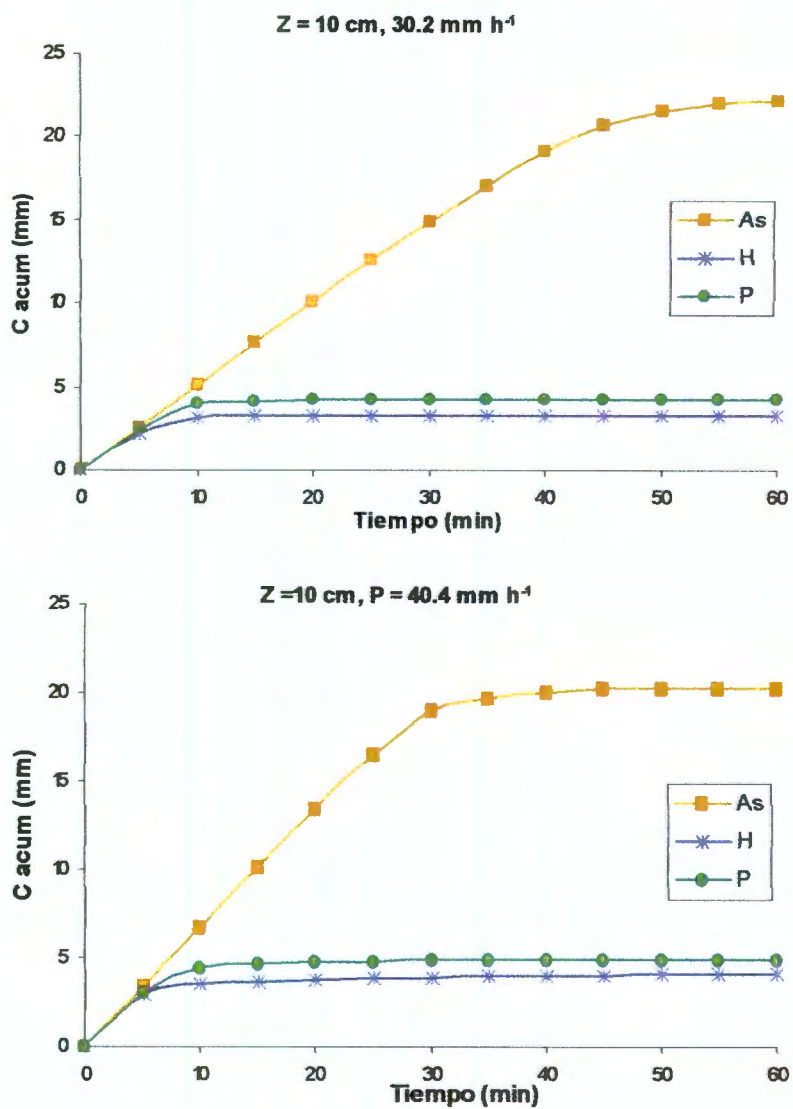 Z = 10 cm, 30.2 mm h⁻¹
25
20
15
10
5
0
C acum (mm)
As
H
P
0 10 20 30 40 50 60
Tiempo (min)
Z =10 cm, P = 40.4 mm h⁻¹
25
20
15
10
5
0
C acum (mm)
As
H
P
0 10 20 30 40 50 60
Tiempo (min)